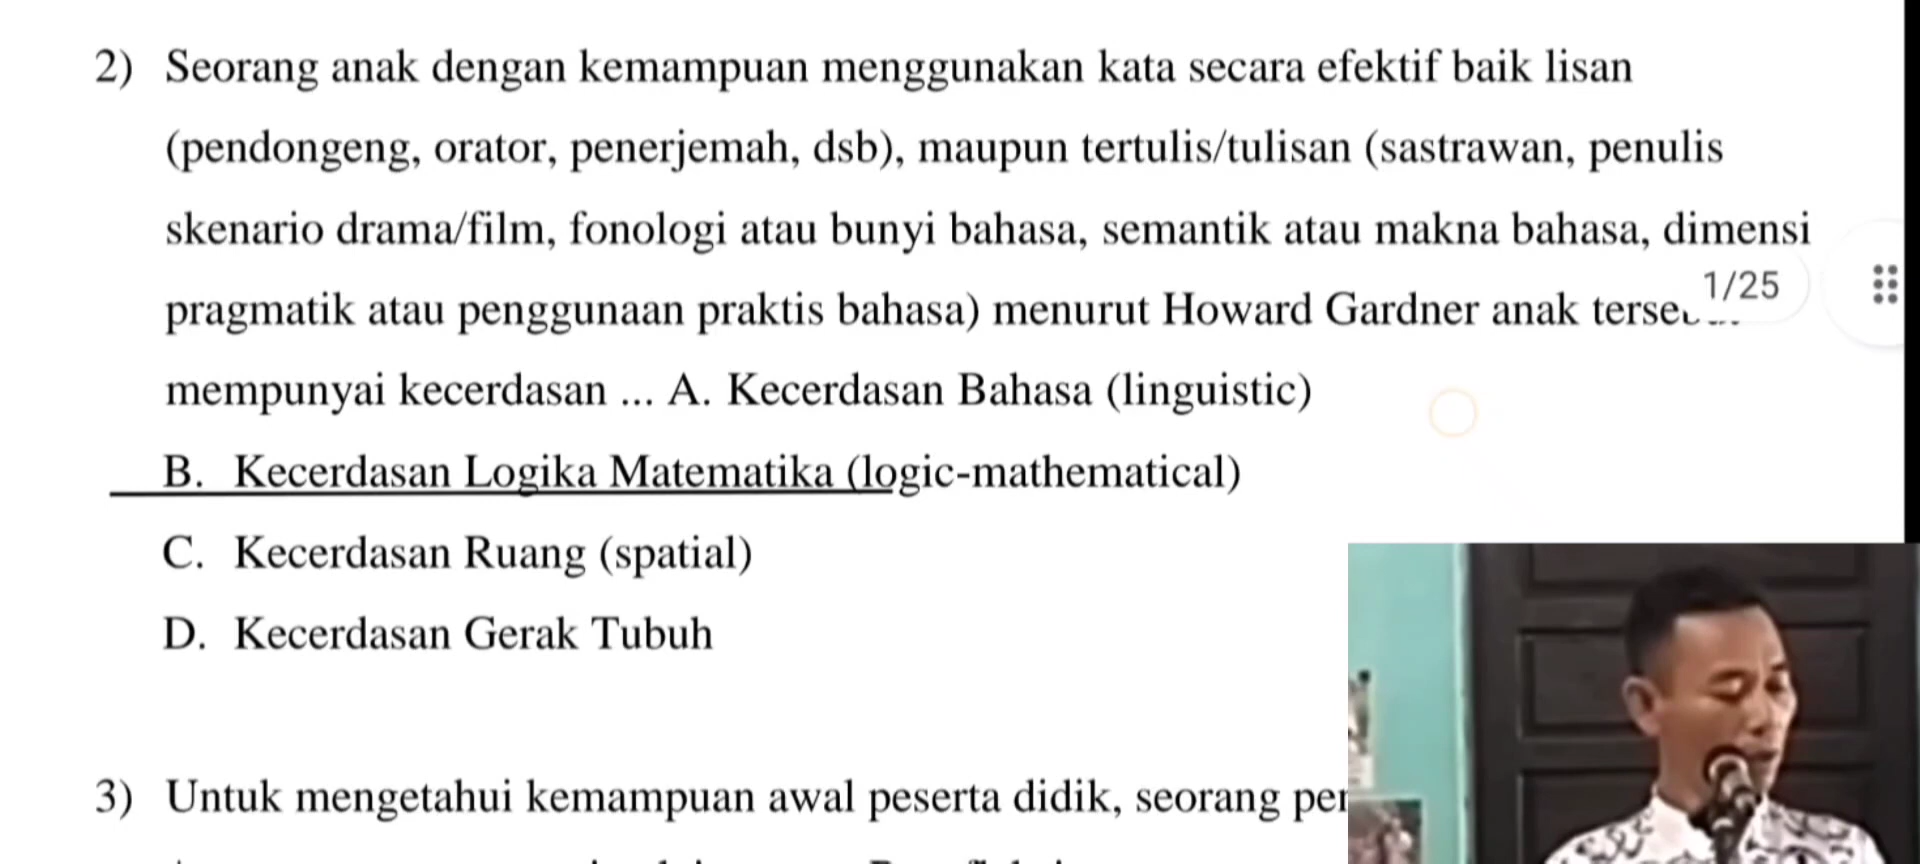 2) Seorang anak dengan kemampuan menggunakan kata secara efektif baik lisan
(pendongeng, orator, penerjemah, dsb), maupun tertulis/tulisan (sastrawan, penulis
skenario drama/film, fonologi atau bunyi bahasa, semantik atau makna bahasa, dimensi
pragmatik atau penggunaan praktis bahasa) menurut Howard Gardner anak
1/25
mempunyai kecerdasan ... A. Kecerdasan Bahasa (linguistic)
B. Kecerdasan Logika Matematika (logic-mathematical)
C. Kecerdasan Ruang (spatial)
D. Kecerdasan Gerak Tubuh
3) Untuk mengetahui kemampuan awal peserta didik, seorang